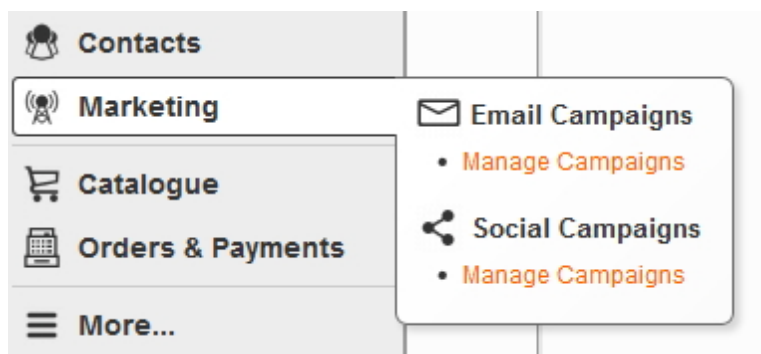 Contacts
Marketing
Catalogue
Orders & Payments
More...
Email Campaigns
Manage Campaigns
Social Campaigns
Manage Campaigns